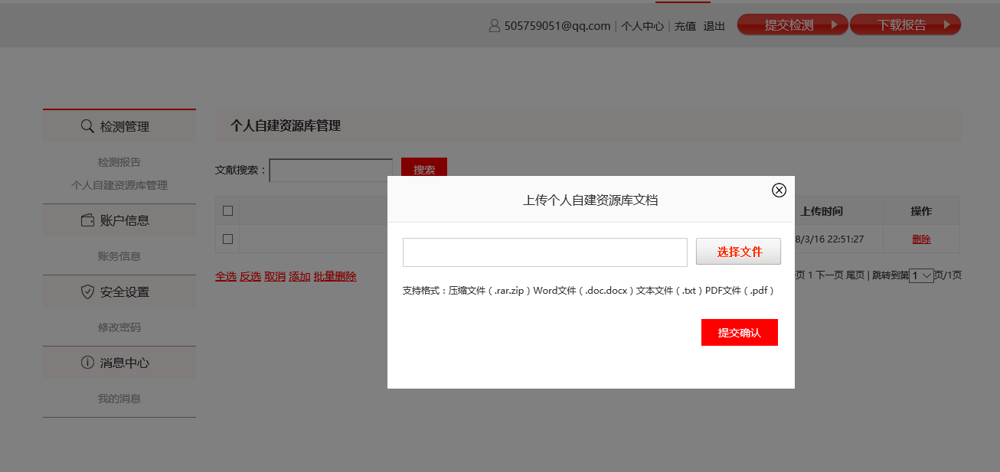 505759051@qq.com | 个人中心 | 充值 退出 提交检测 下载报告
检测管理
检测报告
个人自建资源库管理
账户信息
账务信息
安全设置
修改密码
消息中心
我的消息
个人自建资源库管理
文献搜索： 搜索
上传时间 操作
8/3/16 22:51:27 删除
全选 反选 取消 添加 批量删除
页 1 下一页 尾页 | 跳转到第 1 页/1页
上传个人自建资源库文档
选择文件
支持格式：压缩文件（.rar.zip）Word文件（.doc.docx）文本文件（.txt）PDF文件（.pdf）
提交确认